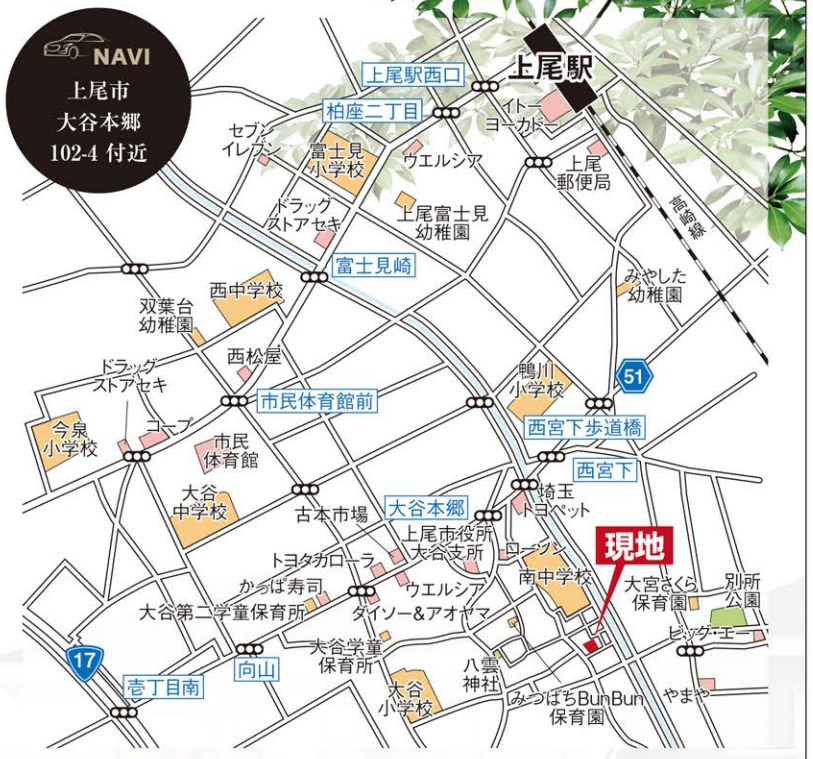 NAVI
上尾市
大谷本郷
102-4 付近
上尾駅西口
上尾駅
柏座二丁目
イトー
ヨーカドー
セブン
イレブン
富士見
小学校
ウエルシア
上尾
郵便局
ドラッグ
ストアセキ
上尾富士見
幼稚園
高崎線
富士見崎
みやした
幼稚園
西中学校
双葉台
幼稚園
西松屋
ドラッグ
ストアセキ
鴨川
小学校
51
市民体育館前
今泉
小学校
コープ
市民
体育館
西宮下歩道橋
西宮下
大谷
中学校
古本市場
大谷本郷
埼玉
トヨペット
上尾市役所
大谷支所
ローソン
現地
トヨタカローラ
南中学校
かっぱ寿司
ウエルシア
大宮さくら
保育園
別所
公園
大谷第二学童保育所
ダイソー&アオヤマ
ビッグ・エー
17
向山
大谷学童
保育所
八雲
神社
壱丁目南
大谷
小学校
みつばちBunBun
保育園
やまや